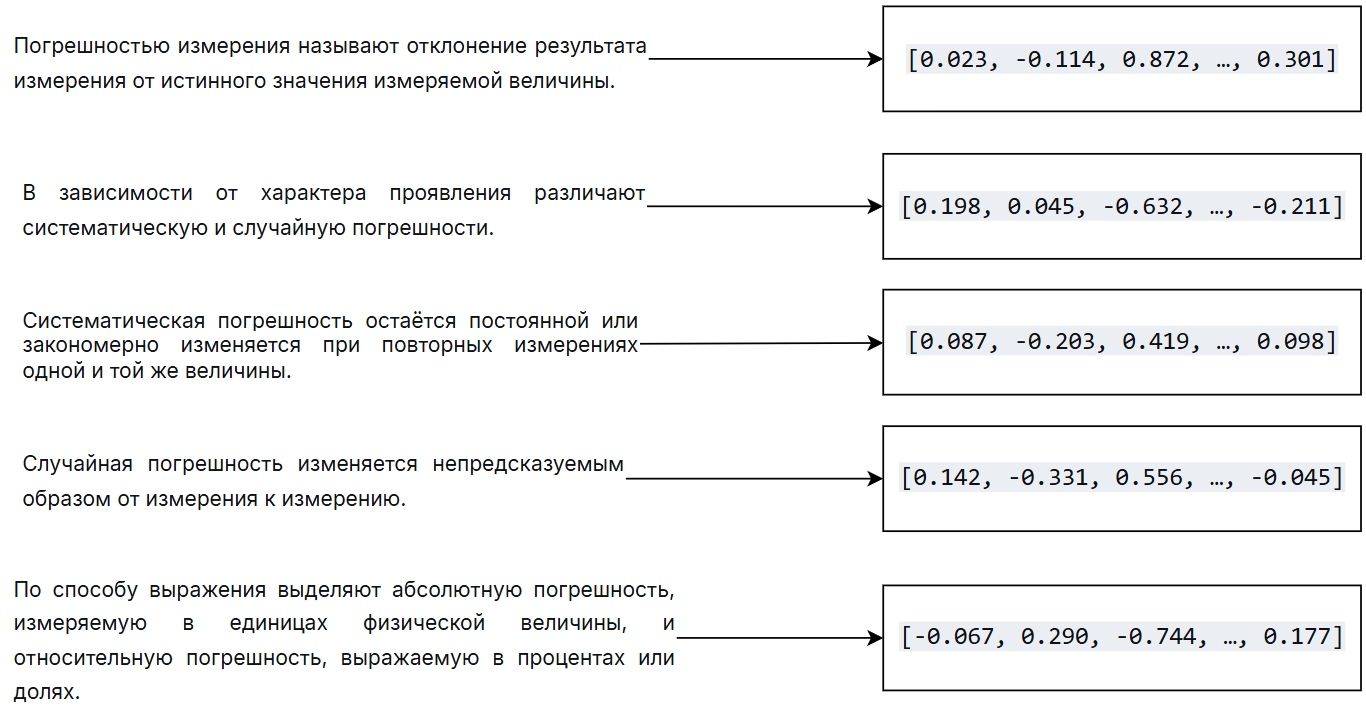 Погрешностью измерения называют отклонение результата
измерения от истинного значения измеряемой величины.
[0.023, -0.114, 0.872, …, 0.301]
В зависимости от характера проявления различают
систематическую и случайную погрешности.
[0.198, 0.045, -0.632, …, -0.211]
Систематическая погрешность остаётся постоянной или
закономерно изменяется при повторных измерениях
одной и той же величины.
[0.087, -0.203, 0.419, …, 0.098]
Случайная погрешность изменяется непредсказуемым
образом от измерения к измерению.
[0.142, -0.331, 0.556, …, -0.045]
По способу выражения выделяют абсолютную погрешность,
измеряемую в единицах физической величины, и
относительную погрешность, выражаемую в процентах или
долях.
[-0.067, 0.290, -0.744, …, 0.177]